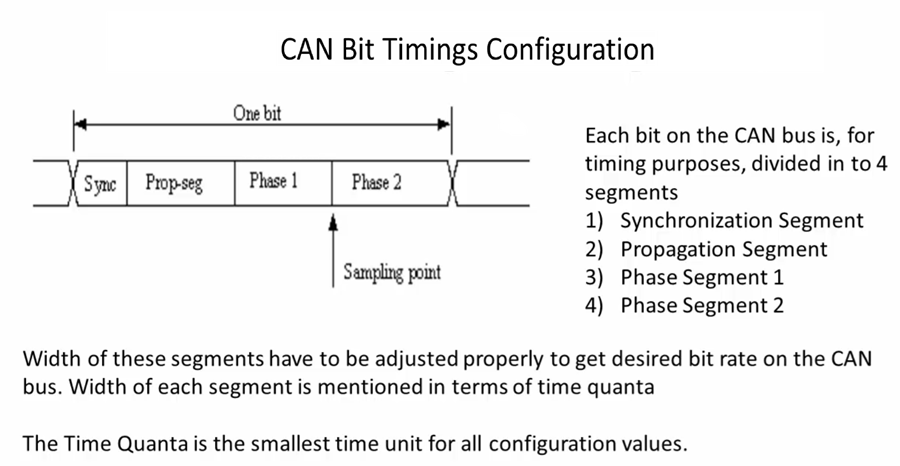 CAN Bit Timings Configuration
One bit
Sync Prop-seg Phase 1 Phase 2
Sampling point
Each bit on the CAN bus is, for
timing purposes, divided in to 4
segments
1) Synchronization Segment
2) Propagation Segment
3) Phase Segment 1
4) Phase Segment 2
Width of these segments have to be adjusted properly to get desired bit rate on the CAN
bus. Width of each segment is mentioned in terms of time quanta
The Time Quanta is the smallest time unit for all configuration values.